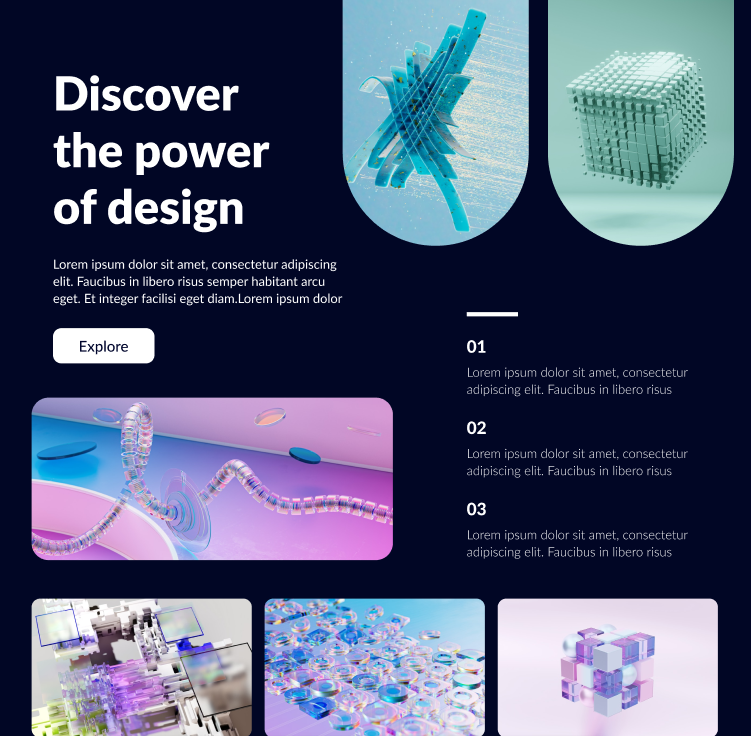 Discover
the power
of design
Lorem ipsum dolor sit amet, consectetur adipiscing
elit. Faucibus in libero risus semper habitant arcu
eget. Et integer facilisi eget diam.Lorem ipsum dolor
Explore
01
Lorem ipsum dolor sit amet, consectetur
adipiscing elit. Faucibus in libero risus
02
Lorem ipsum dolor sit amet, consectetur
adipiscing elit. Faucibus in libero risus
03
Lorem ipsum dolor sit amet, consectetur
adipiscing elit. Faucibus in libero risus